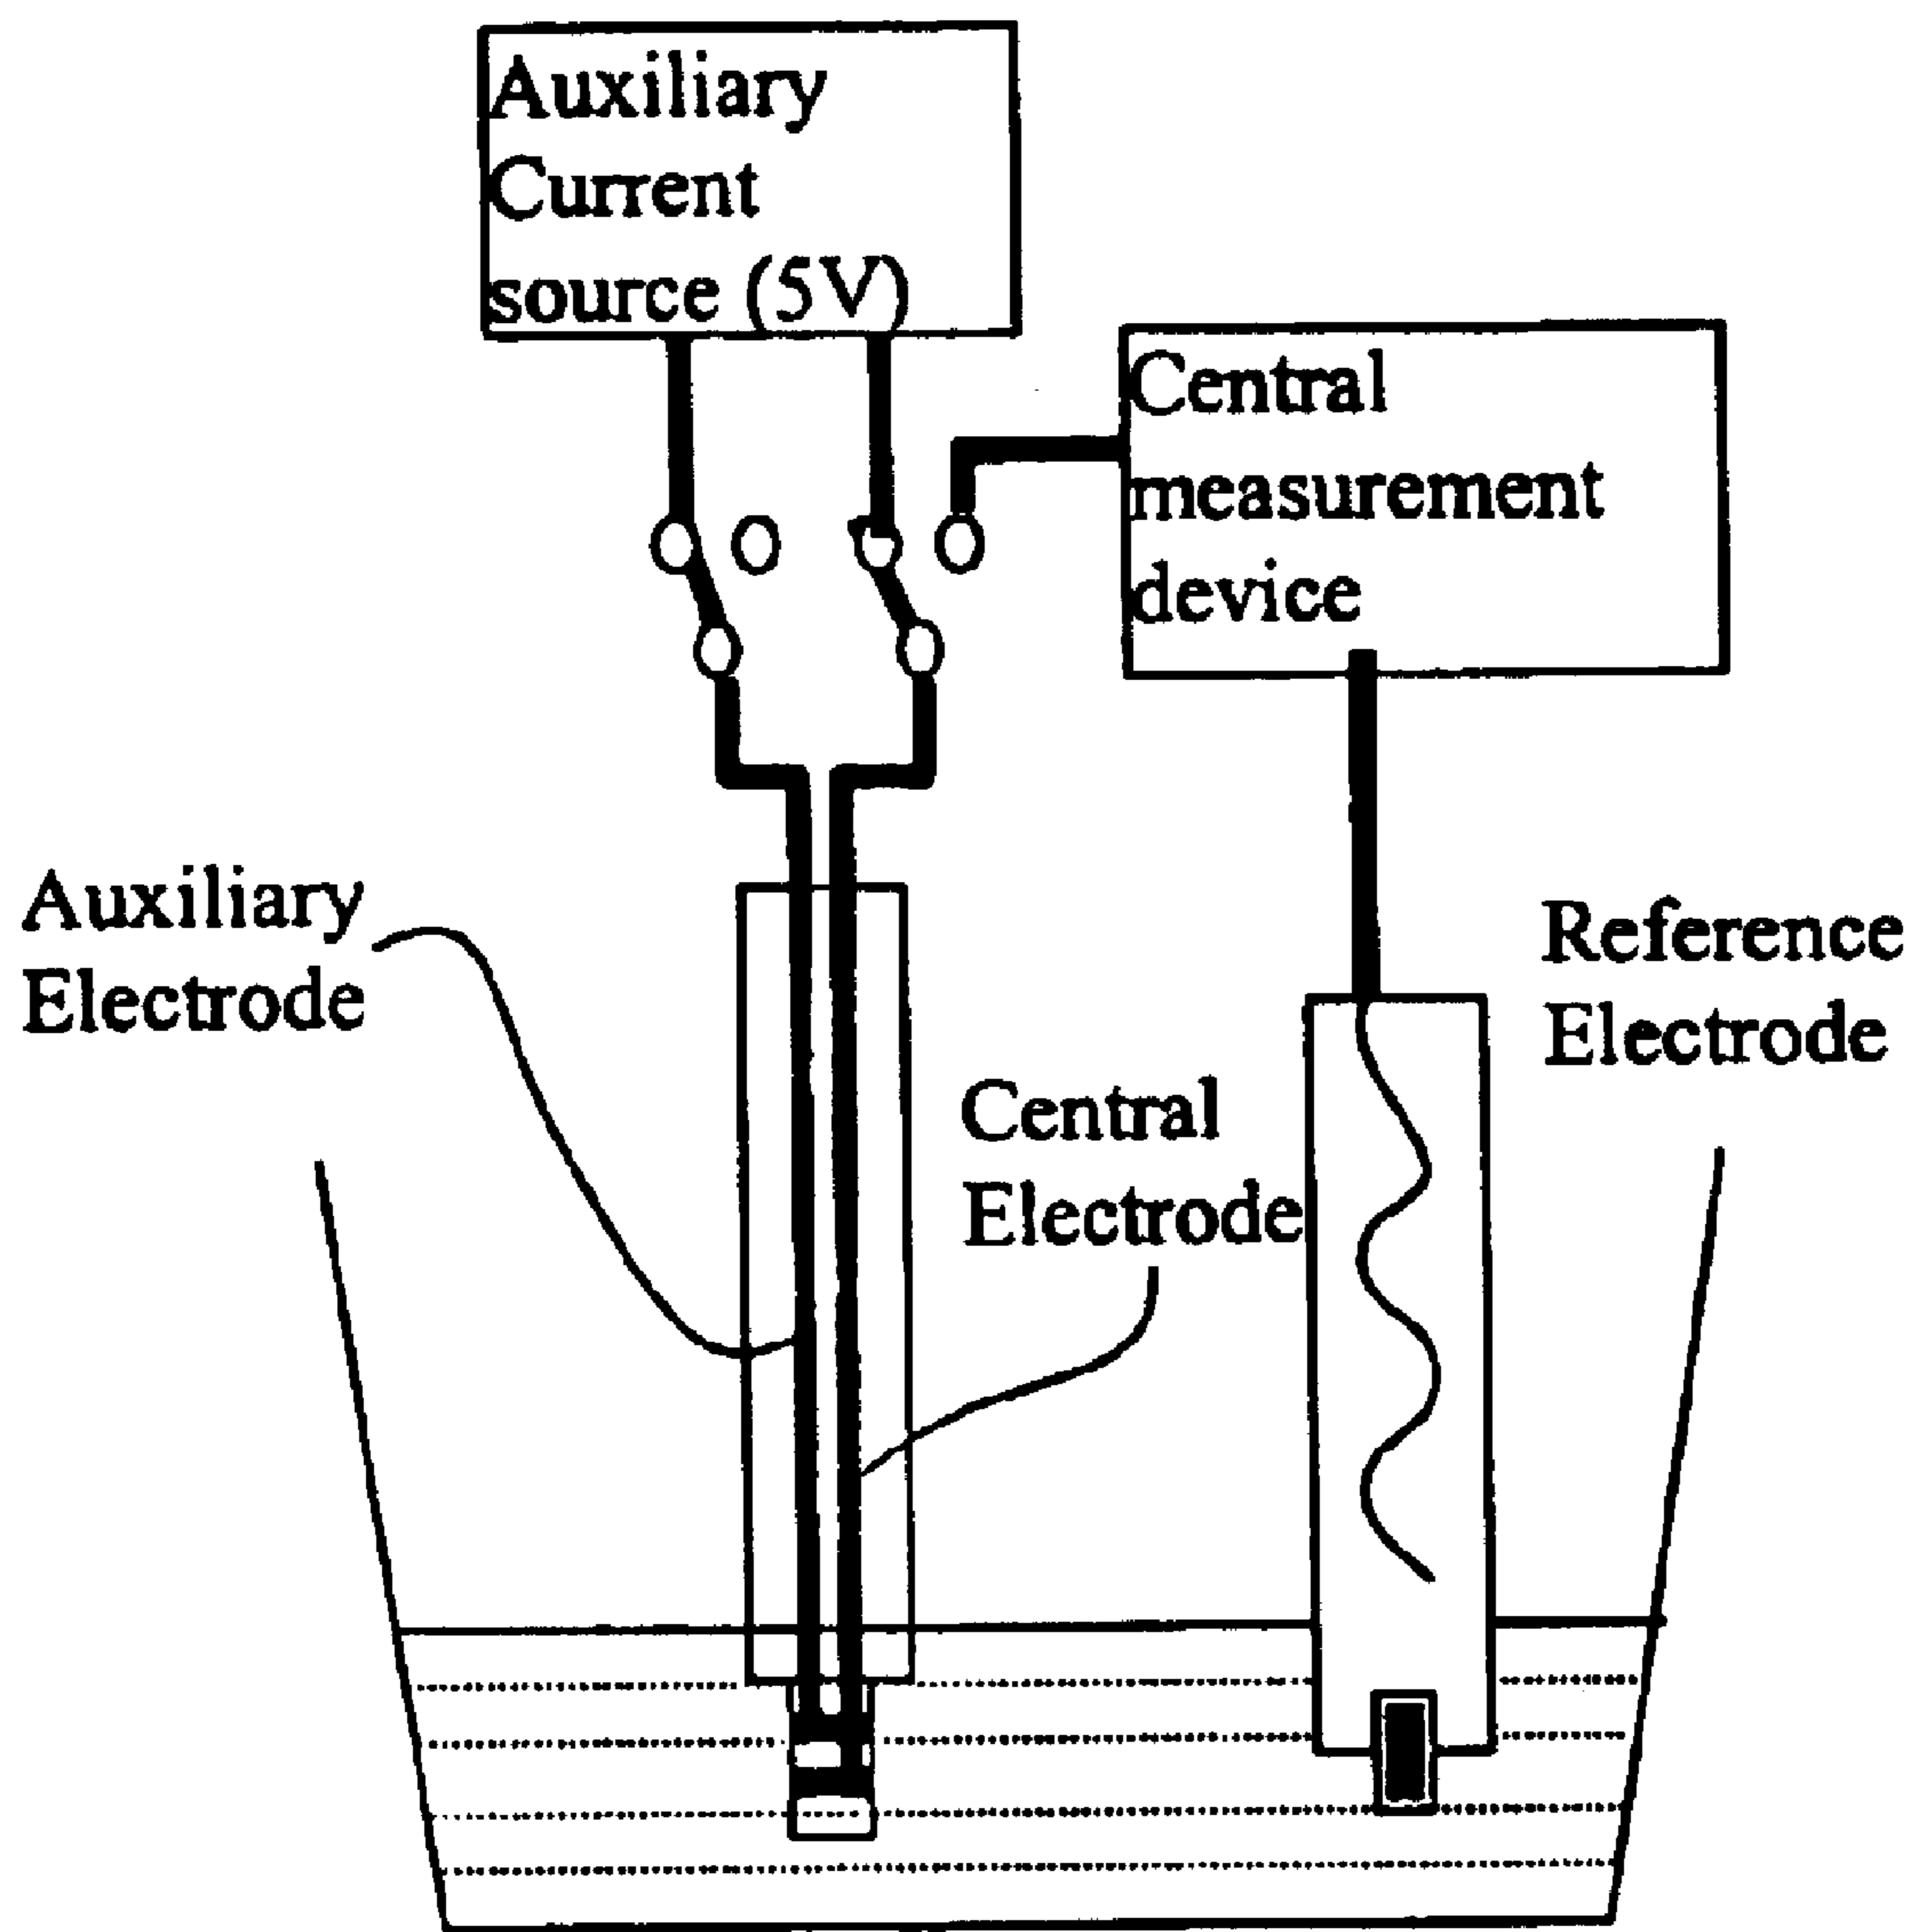 Auxiliary
Current
source (5V)
Central
measurement
device
Auxiliary
Electrode
Reference
Electrode
Central
Electrode